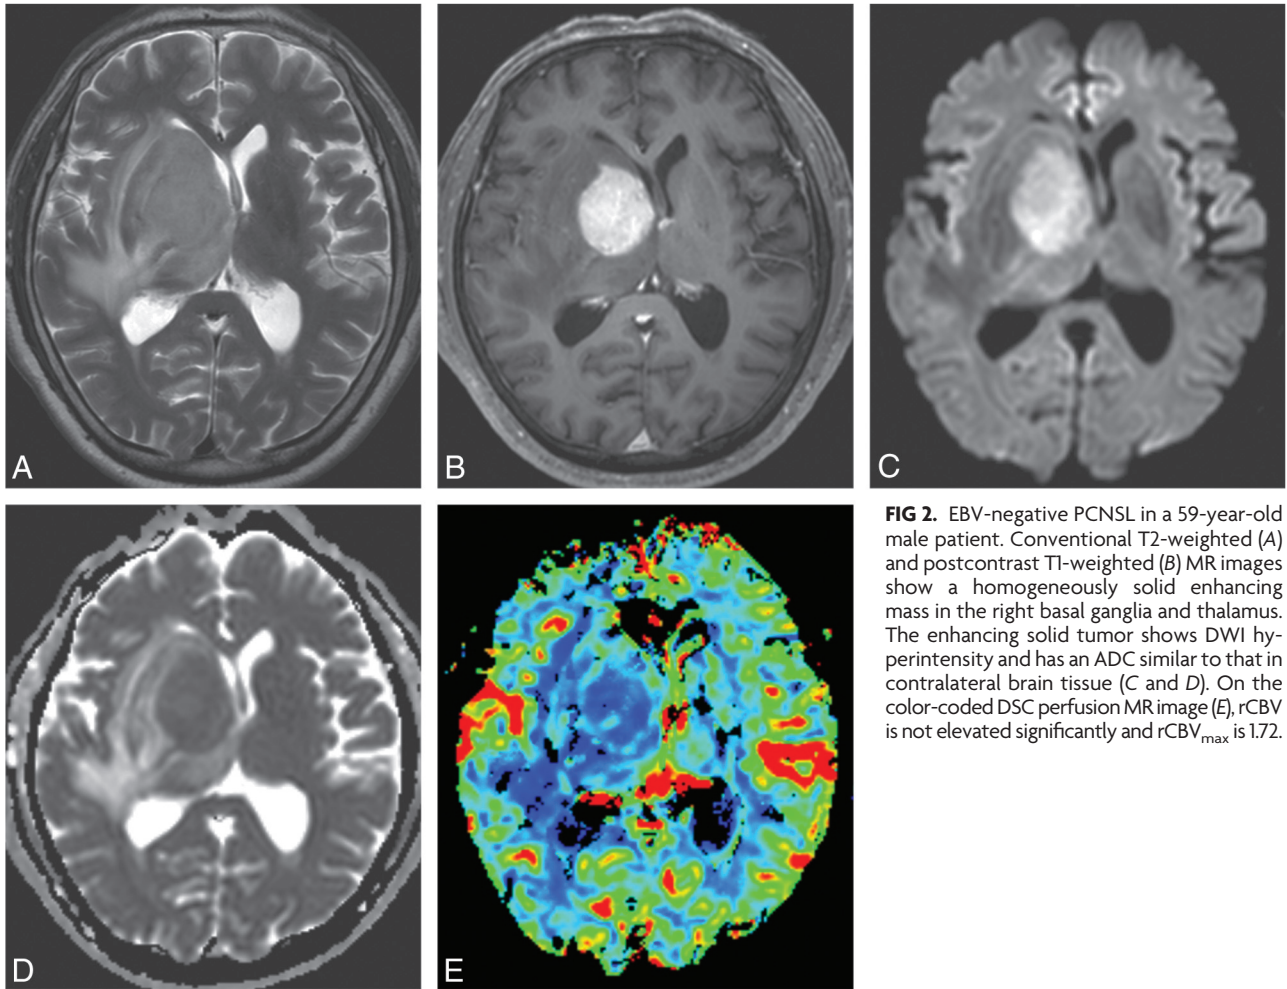 A
B
C
D
E
FIG 2. EBV-negative PCNSL in a 59-year-old
male patient. Conventional T2-weighted (A)
and postcontrast T1-weighted (B) MR images
show a homogeneously solid enhancing
mass in the right basal ganglia and thalamus.
The enhancing solid tumor shows DWI hy-
perintensity and has an ADC similar to that in
contralateral brain tissue (C and D). On the
color-coded DSC perfusion MR image (E), rCBV
is not elevated significantly and rCBVmax is 1.72.